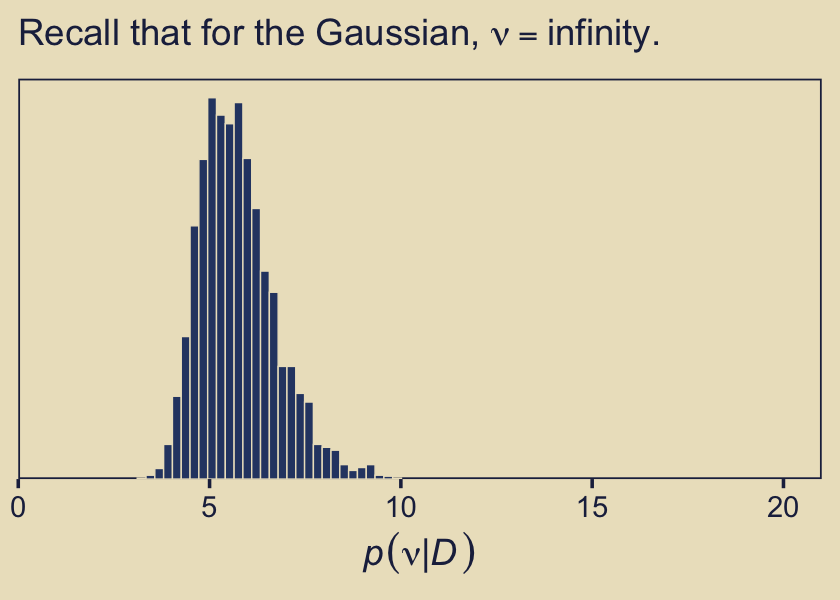 Recall that for the Gaussian, ν = infinity.
0 5 10 15 20
p(ν|D)